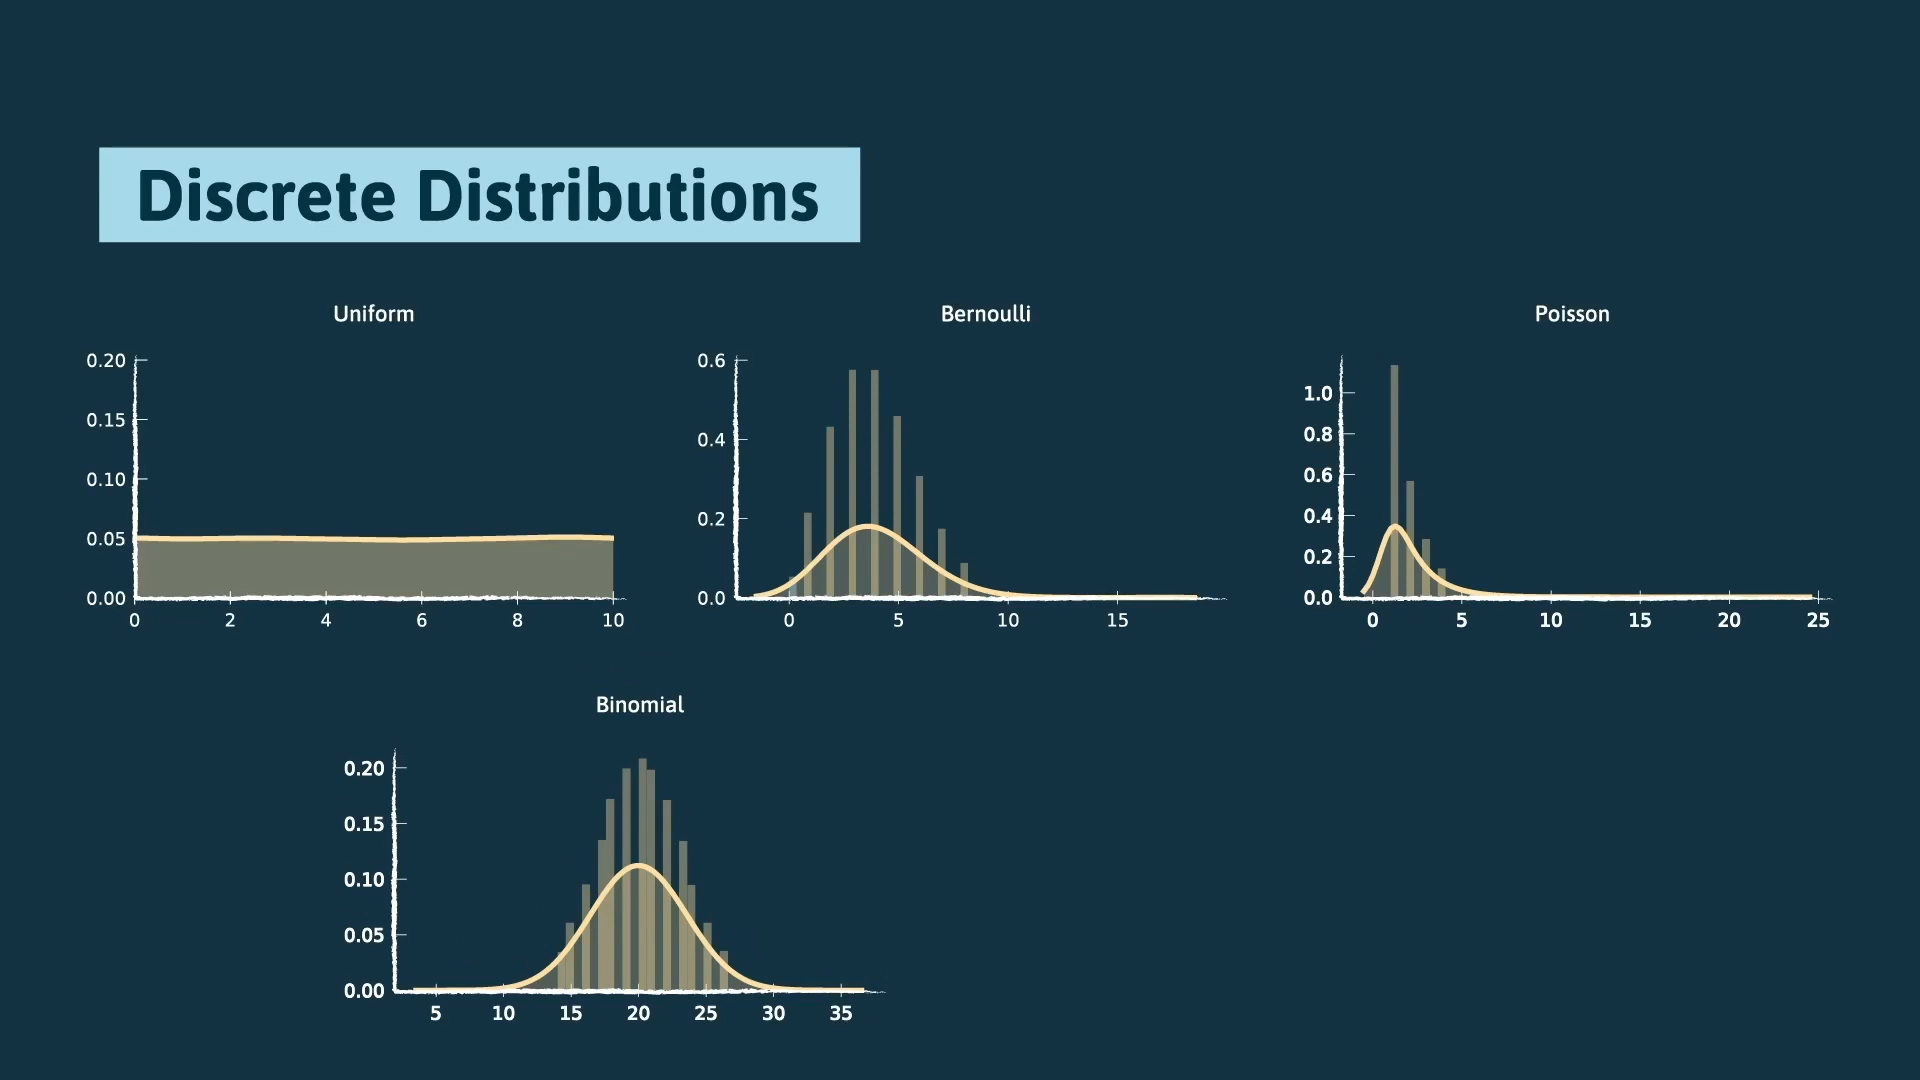 Discrete Distributions
Uniform
0.20
0.15
0.10
0.05
0.00
0 2 4 6 8 10
Bernoulli
0.6
0.4
0.2
0.0
0 5 10 15
Poisson
1.0
0.8
0.6
0.4
0.2
0.0
0 5 10 15 20 25
Binomial
0.20
0.15
0.10
0.05
0.00
5 10 15 20 25 30 35